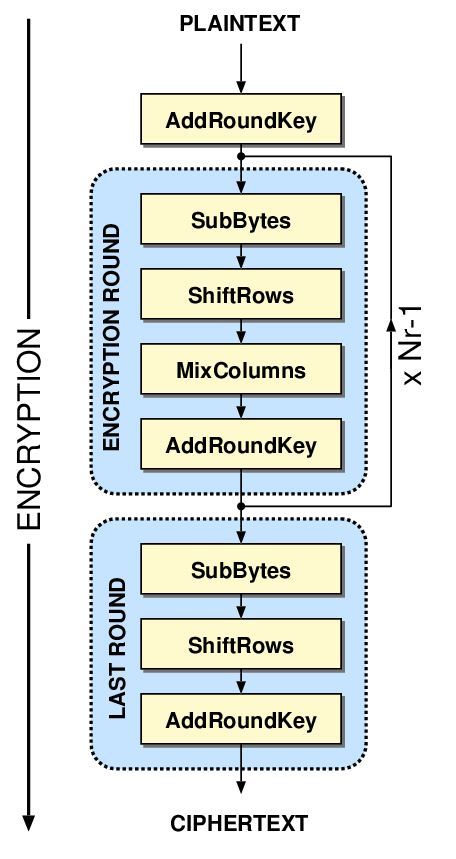 PLAINTEXT
AddRoundKey
ENCRYPTION ROUND
SubBytes
ShiftRows
MixColumns
AddRoundKey
x Nr-1
ENCRYPTION
LAST ROUND
SubBytes
ShiftRows
AddRoundKey
CIPHERTEXT